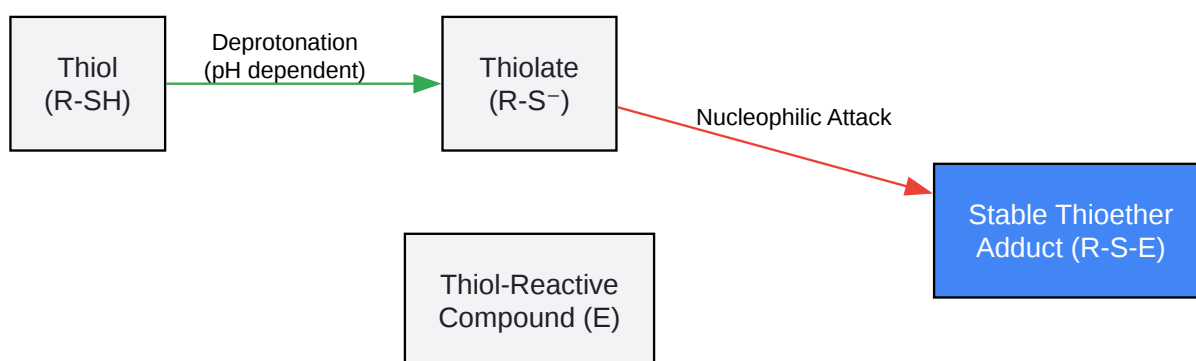 Thiol
(R-SH)
Deprotonation
(pH dependent)
Thiolate
(R-S⁻)
Nucleophilic Attack
Stable Thioether
Adduct (R-S-E)
Thiol-Reactive
Compound (E)